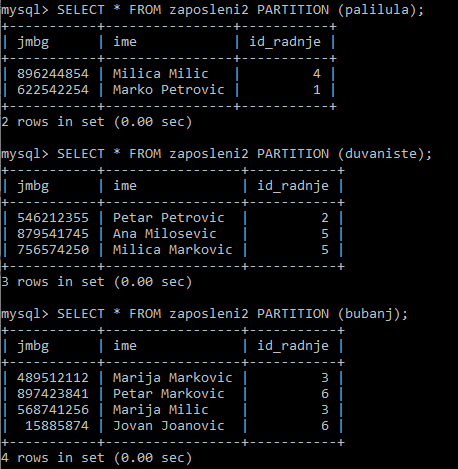 mysql> SELECT * FROM zaposleni2 PARTITION (palilula);
+-----------+----------------+-----------+
| jmbg      | ime            | id_radnje |
+-----------+----------------+-----------+
| 896244854 | Milica Milic   |         4 |
| 622542254 | Marko Petrovic |         1 |
+-----------+----------------+-----------+
2 rows in set (0.00 sec)

mysql> SELECT * FROM zaposleni2 PARTITION (duvaniste);
+-----------+-----------------+-----------+
| jmbg      | ime             | id_radnje |
+-----------+-----------------+-----------+
| 546212355 | Petar Petrovic  |         2 |
| 879541745 | Ana Milosevic   |         5 |
| 756574250 | Milica Markovic |         5 |
+-----------+-----------------+-----------+
3 rows in set (0.00 sec)

mysql> SELECT * FROM zaposleni2 PARTITION (bubanj);
+-----------+-----------------+-----------+
| jmbg      | ime             | id_radnje |
+-----------+-----------------+-----------+
| 489512112 | Marija Markovic |         3 |
| 897423841 | Petar Markovic  |         6 |
| 568741256 | Marija Milic    |         3 |
|  15885874 | Jovan Joanovic  |         6 |
+-----------+-----------------+-----------+
4 rows in set (0.00 sec)